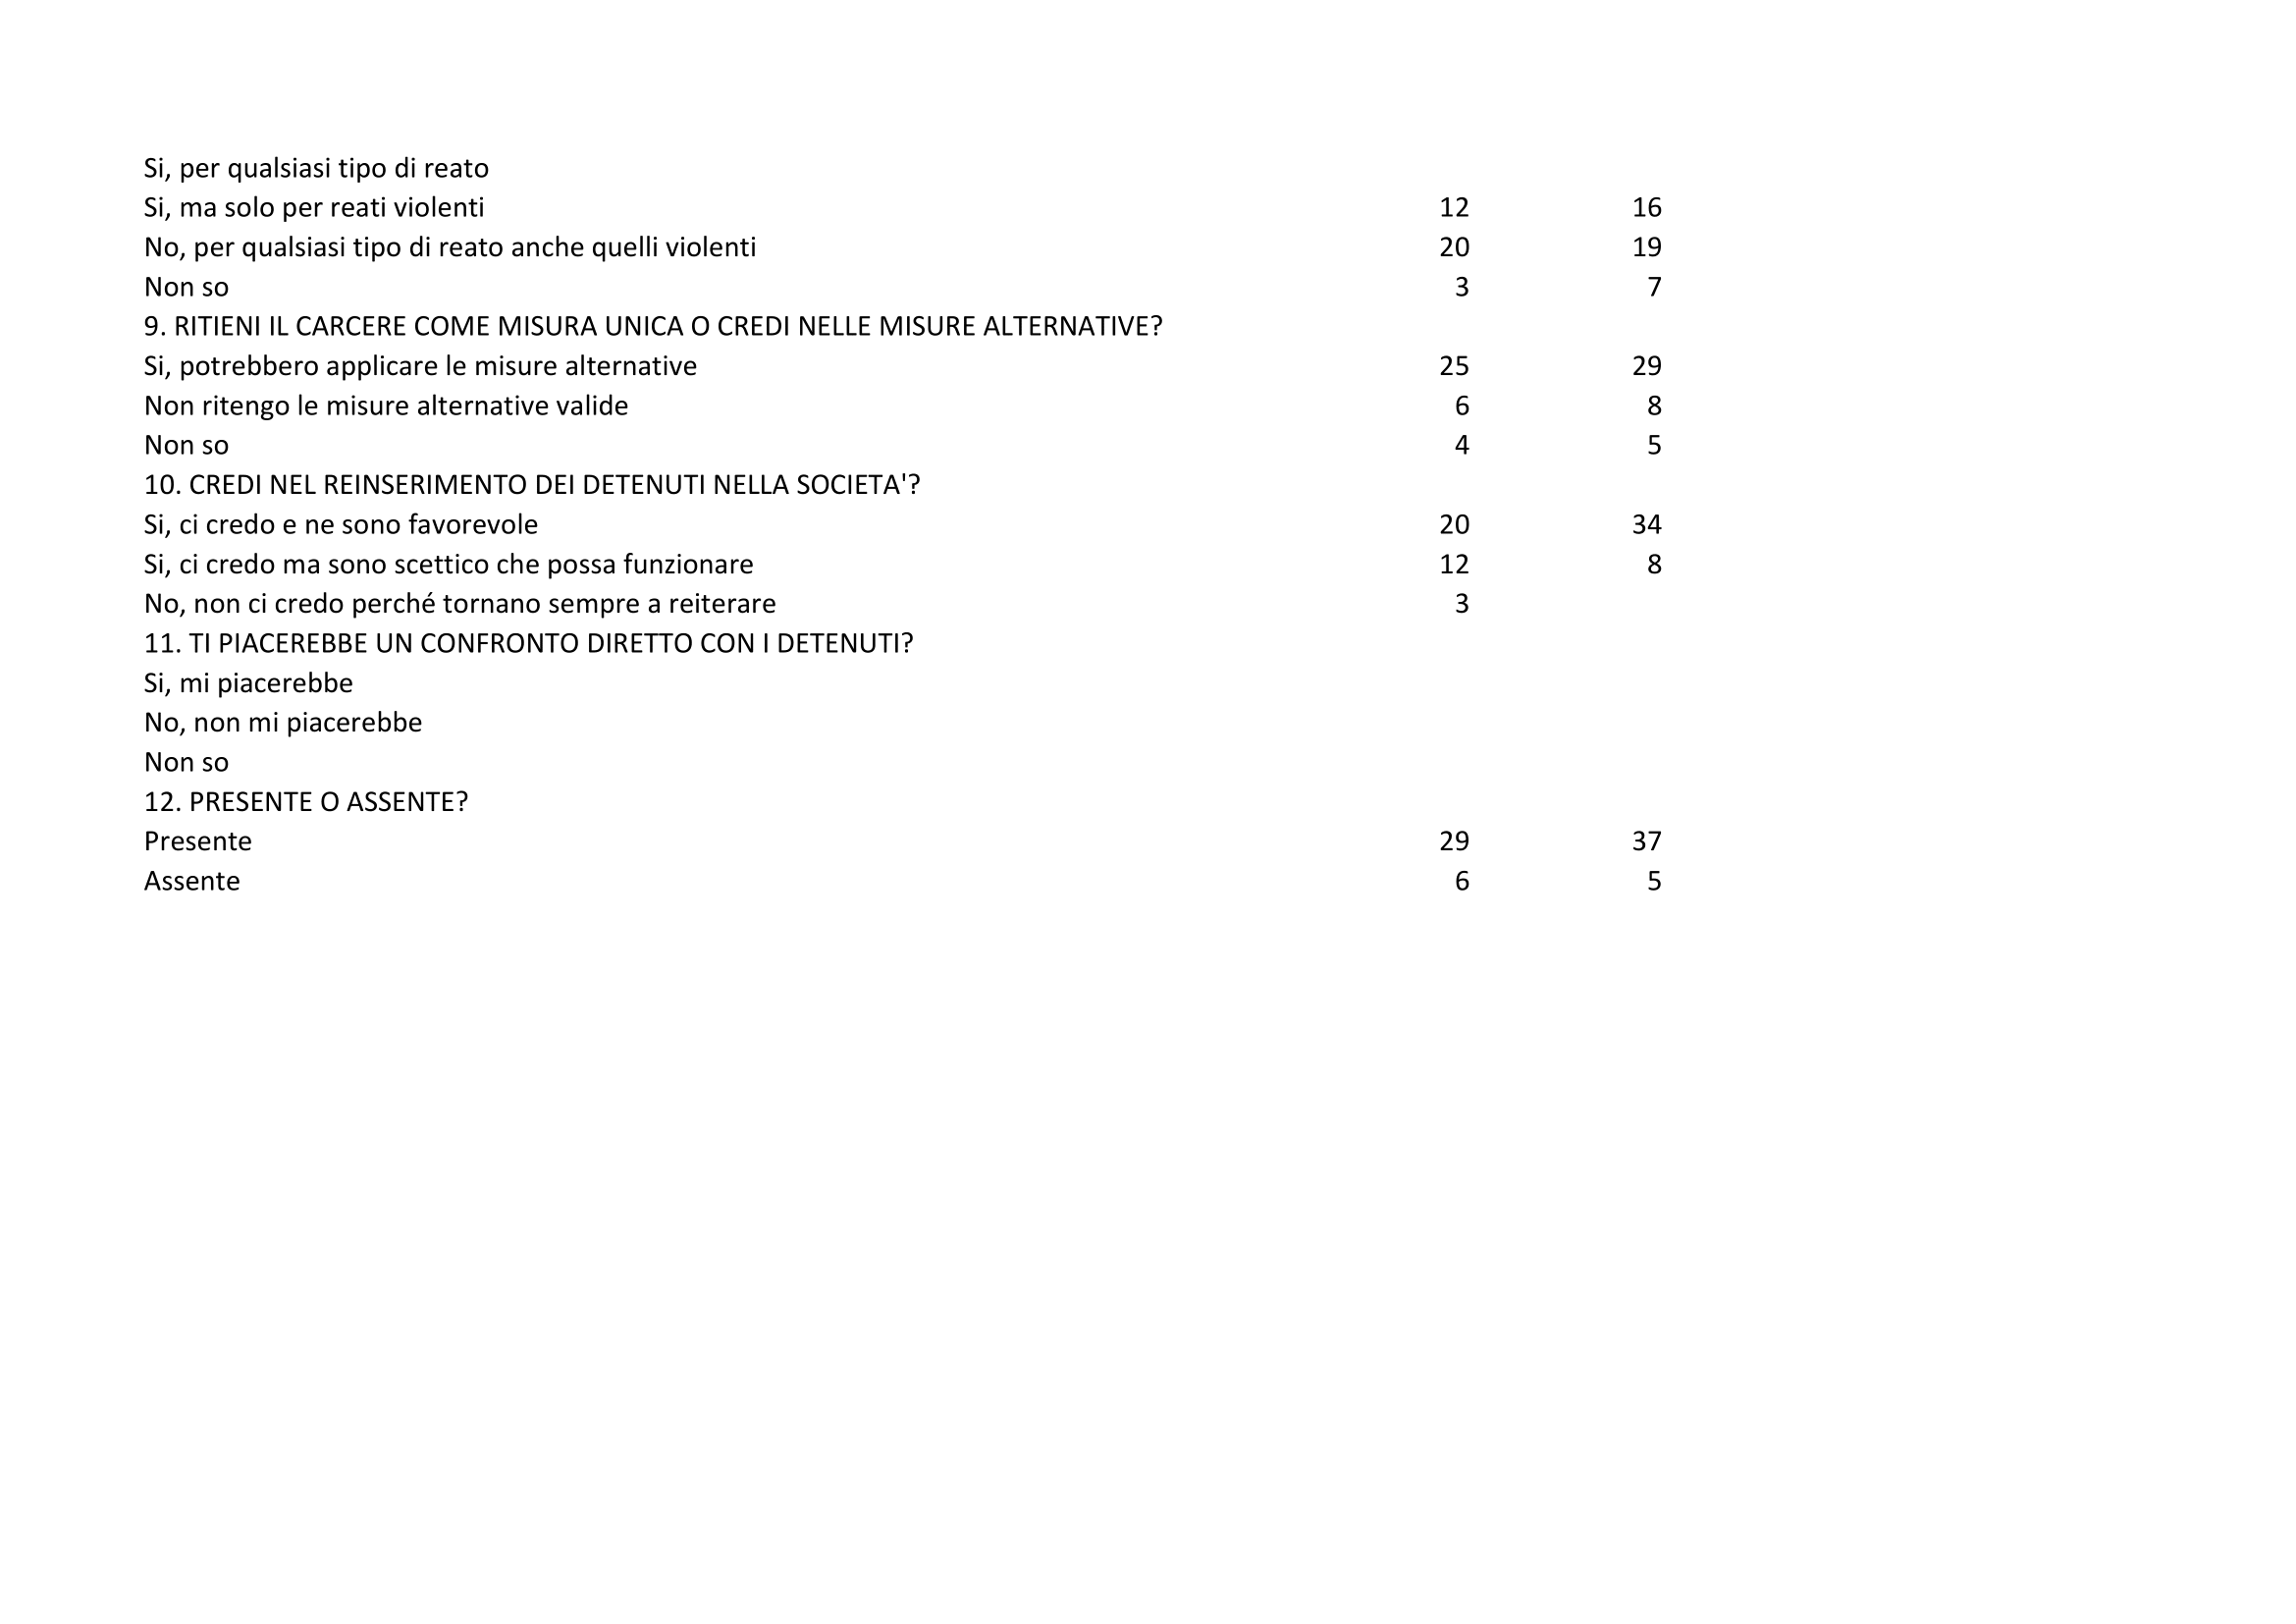 Si, per qualsiasi tipo di reato
Si, ma solo per reati violenti 12 16
No, per qualsiasi tipo di reato anche quelli violenti 20 19
Non so 3 7
9. RITIENI IL CARCERE COME MISURA UNICA O CREDI NELLE MISURE ALTERNATIVE?
Si, potrebbero applicare le misure alternative 25 29
Non ritengo le misure alternative valide 6 8
Non so 4 5
10. CREDI NEL REINSERIMENTO DEI DETENUTI NELLA SOCIETA'?
Si, ci credo e ne sono favorevole 20 34
Si, ci credo ma sono scettico che possa funzionare 12 8
No, non ci credo perché tornano sempre a reiterare 3
11. TI PIACEREBBE UN CONFRONTO DIRETTO CON I DETENUTI?
Si, mi piacerebbe
No, non mi piacerebbe
Non so
12. PRESENTE O ASSENTE?
Presente 29 37
Assente 6 5